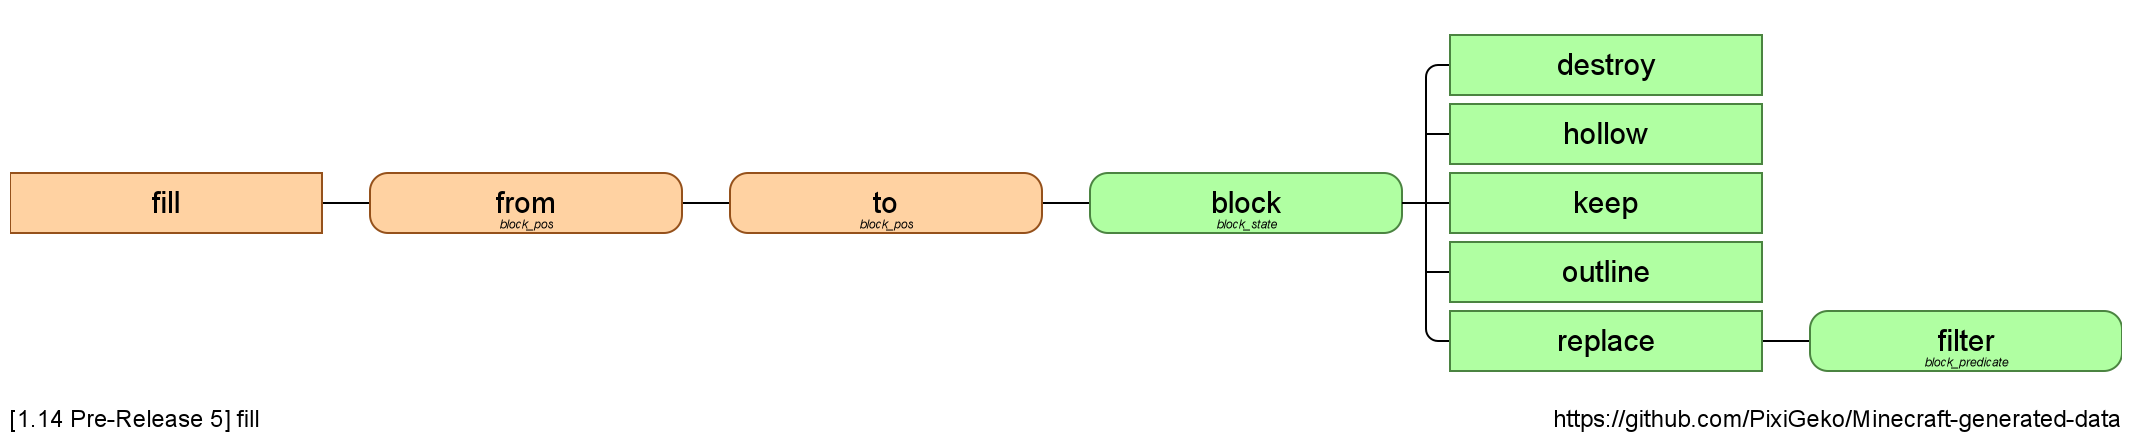 destroy
hollow
fill
from
block_pos
to
block_pos
block
block_state
keep
outline
replace
filter
block_predicate
[1.14 Pre-Release 5] fill
https://github.com/PixiGeko/Minecraft-generated-data